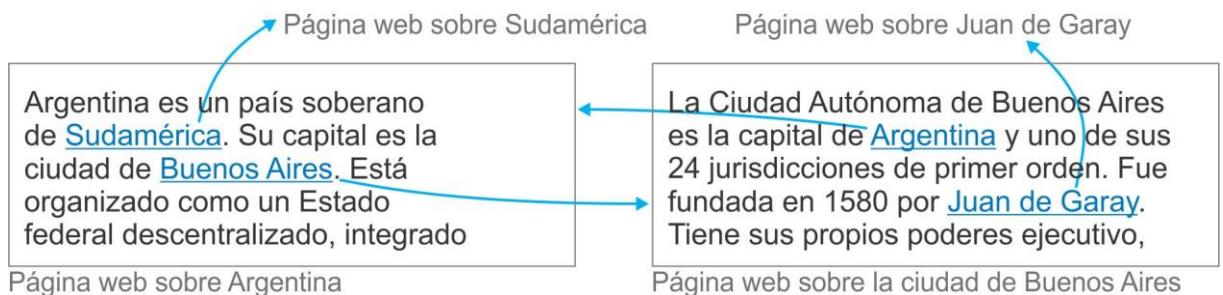 Página web sobre Sudamérica
Página web sobre Juan de Garay
Argentina es un país soberano
de Sudamérica. Su capital es la
ciudad de Buenos Aires. Está
organizado como un Estado
federal descentralizado, integrado
Página web sobre Argentina
La Ciudad Autónoma de Buenos Aires
es la capital de Argentina y uno de sus
24 jurisdicciones de primer orden. Fue
fundada en 1580 por Juan de Garay.
Tiene sus propios poderes ejecutivo,
Página web sobre la ciudad de Buenos Aires